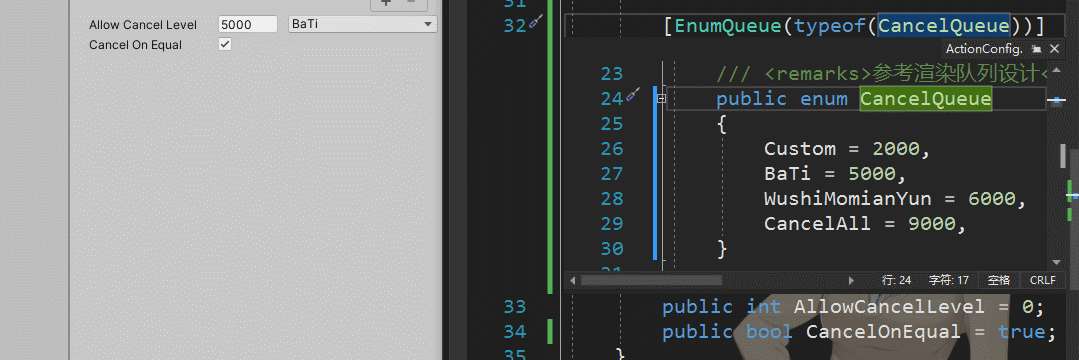 Allow Cancel Level 5000 BaTi
Cancel On Equal
31
32 [EnumQueue(typeof(CancelQueue))]
ActionConfig.
23 /// <remarks>参考渲染队列设计<
24 public enum CancelQueue
25 {
26 Custom = 2000,
27 BaTi = 5000,
28 WushiMomianYun = 6000,
29 CancelAll = 9000,
30 }
行: 24 字符: 17 空格 CRLF
33 public int AllowCancelLevel = 0;
34 public bool CancelOnEqual = true;
35 }